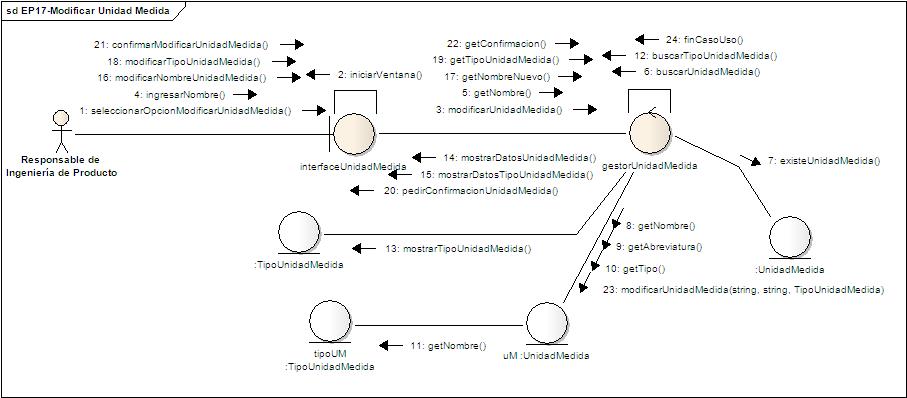 sd EP17-Modificar Unidad Medida
21: confirmarModificarUnidadMedida()
18: modificarTipoUnidadMedida()
16: modificarNombreUnidadMedida()
4: ingresarNombre()
1: seleccionarOpcionModificarUnidadMedida()
2: iniciarVentana()
22: getConfirmacion()
19: getTipoUnidadMedida()
17: getNombreNuevo()
5: getNombre()
3: modificarUnidadMedida()
24: finCasoUso()
12: buscarTipoUnidadMedida()
6: buscarUnidadMedida()
Responsable de
Ingeniería de Producto
interfaceUnidadMedida
gestorUnidadMedida
14: mostrarDatosUnidadMedida()
15: mostrarDatosTipoUnidadMedida()
20: pedirConfirmacionUnidadMedida()
7: existeUnidadMedida()
8: getNombre()
9: getAbreviatura()
10: getTipo()
23: modificarUnidadMedida(string, string, TipoUnidadMedida)
13: mostrarTipoUnidadMedida()
:TipoUnidadMedida
:UnidadMedida
11: getNombre()
tipoUM
:TipoUnidadMedida
uM :UnidadMedida